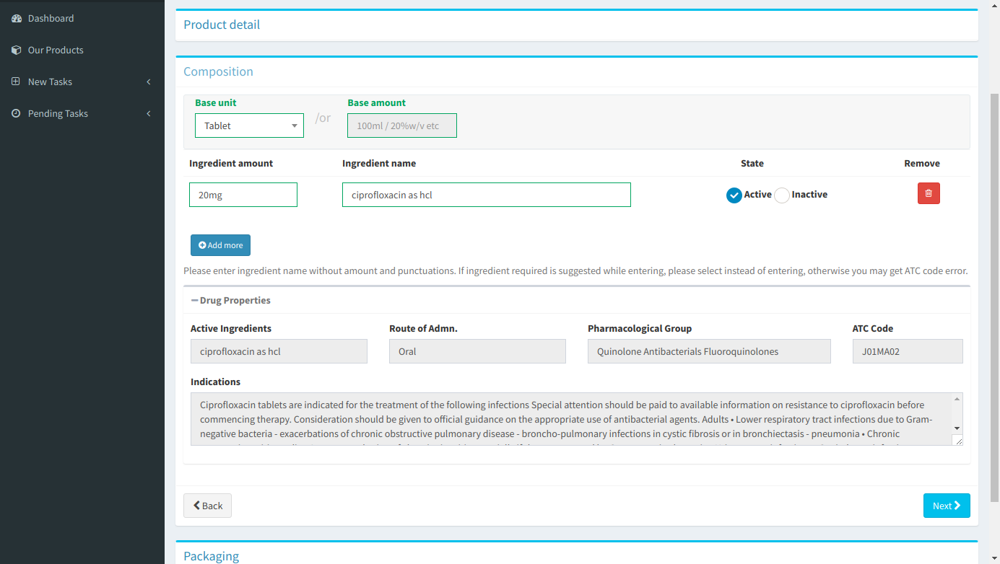 Dashboard
Our Products
New Tasks
Pending Tasks
Product detail
Composition
Base unit
Tablet
/or
Base amount
100ml / 20%w/v etc
Ingredient amount Ingredient name State Remove
20mg ciprofloxacin as hcl Active Inactive
Add more
Please enter ingredient name without amount and punctuations. If ingredient required is suggested while entering, please select instead of entering, otherwise you may get ATC code error.
Drug Properties
Active Ingredients Route of Admn. Pharmacological Group ATC Code
ciprofloxacin as hcl Oral Quinolone Antibacterials Fluoroquinolones J01MA02
Indications
Ciprofloxacin tablets are indicated for the treatment of the following infections Special attention should be paid to available information on resistance to ciprofloxacin before
commencing therapy. Consideration should be given to official guidance on the appropriate use of antibacterial agents. Adults • Lower respiratory tract infections due to Gram-
negative bacteria - exacerbations of chronic obstructive pulmonary disease - broncho-pulmonary infections in cystic fibrosis or in bronchiectasis - pneumonia • Chronic
Back Next
Packaging